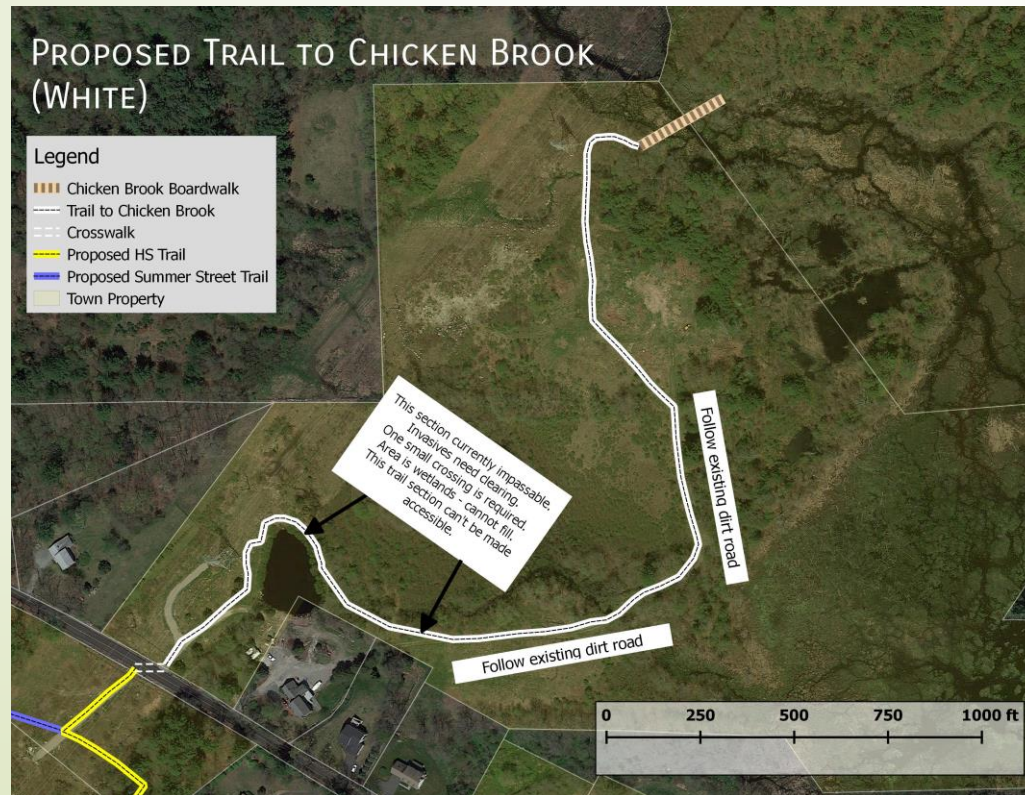 PROPOSED TRAIL TO CHICKEN BROOK
(WHITE)
Legend
Chicken Brook Boardwalk
Trail to Chicken Brook
Crosswalk
Proposed HS Trail
Proposed Summer Street Trail
Town Property
This section currently impassable.
Invasives need clearing.
One small crossing is required.
Area is wetlands - cannot fill.
This trail section can't be made
accessible.
Follow existing dirt road
Follow existing dirt road
0 250 500 750 1000 ft